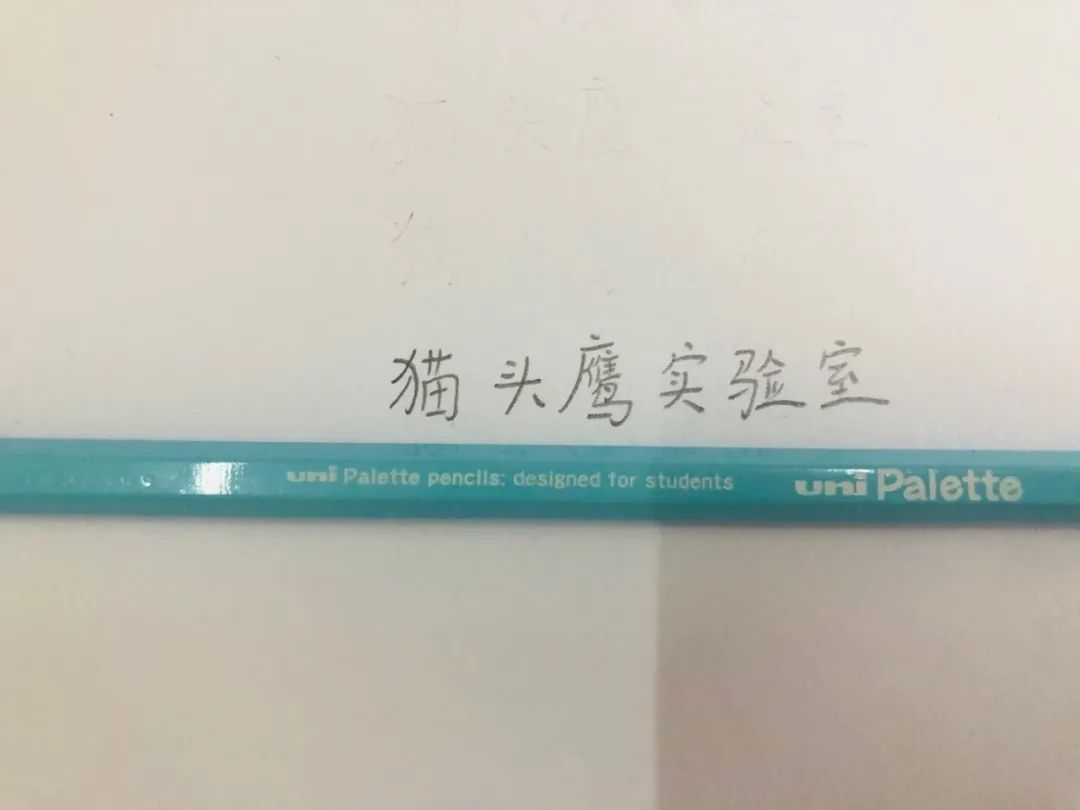 猫头鹰实验室
uni Palette pencils: designed for students uni Palette